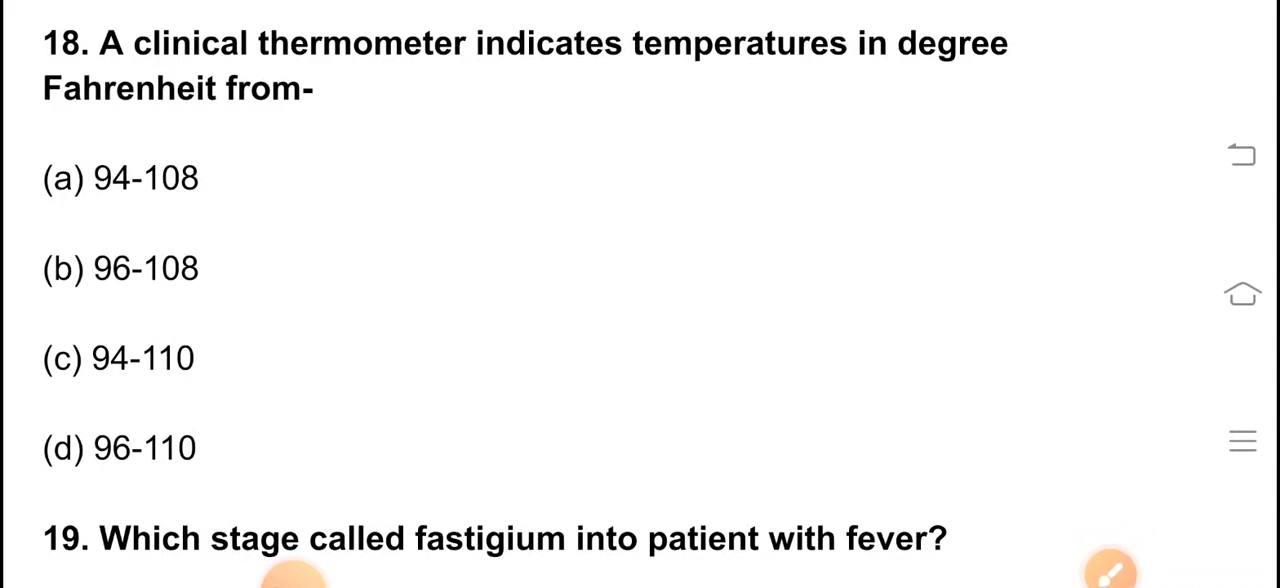 18. A clinical thermometer indicates temperatures in degree
Fahrenheit from-
(a) 94-108
(b) 96-108
(c) 94-110
(d) 96-110
19. Which stage called fastigium into patient with fever?